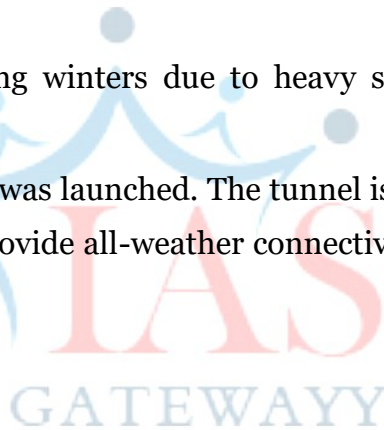 ng winters due to heavy s
was launched. The tunnel is
ovide all-weather connectiv
IAS
GATEWAYY